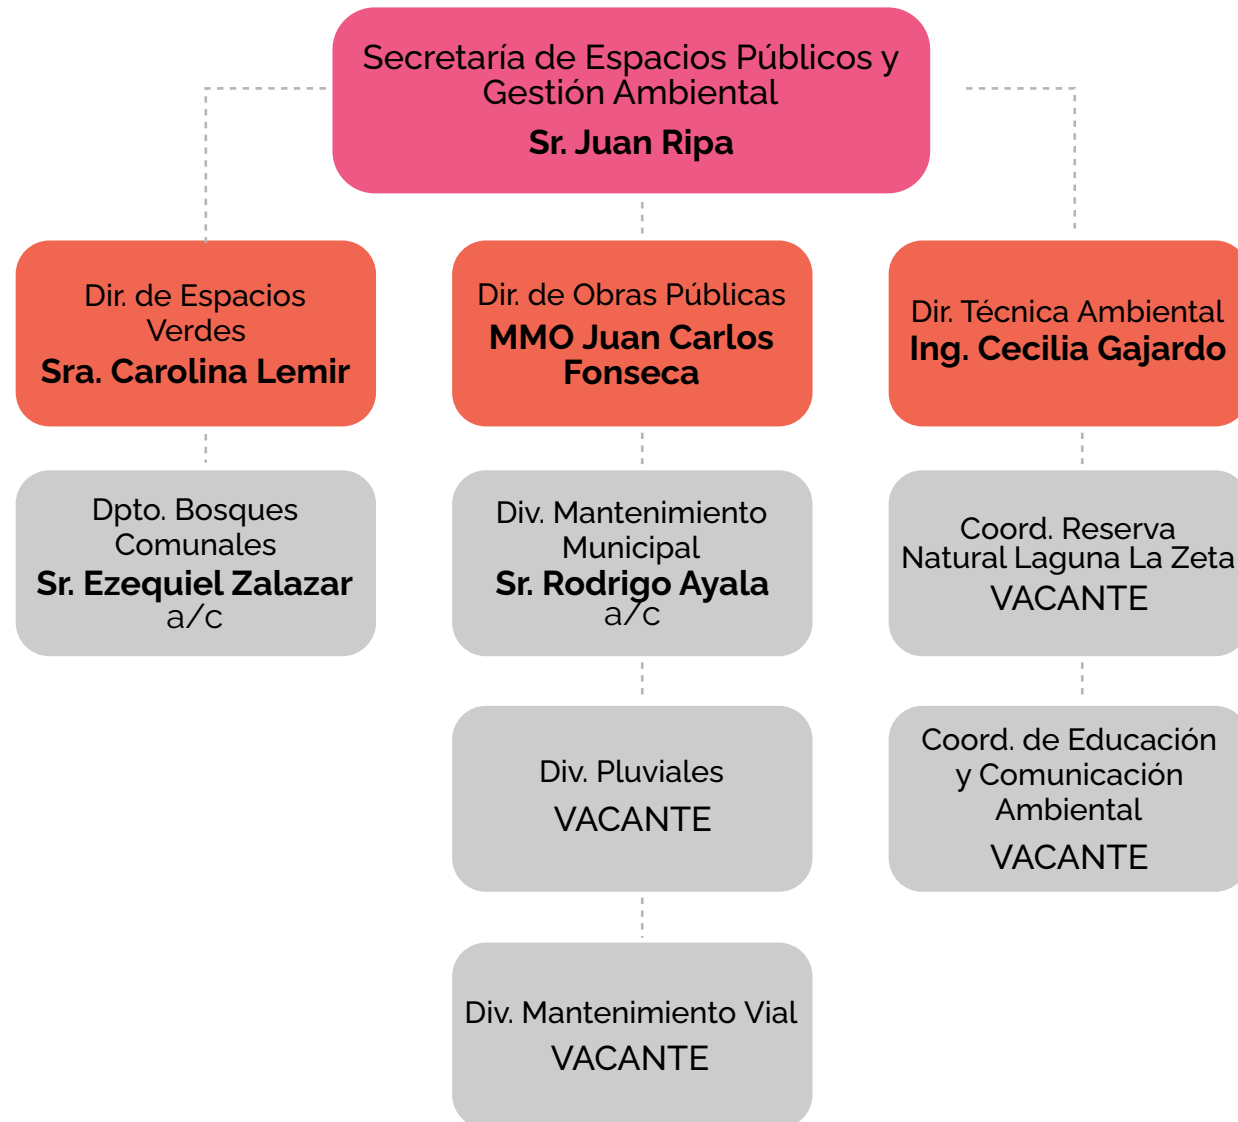 Secretaría de Espacios Públicos y
Gestión Ambiental
Sr. Juan Ripa
Dir. de Espacios
Verdes
Sra. Carolina Lemir
Dir. de Obras Públicas
MMO Juan Carlos
Fonseca
Dir. Técnica Ambiental
Ing. Cecilia Gajardo
Dpto. Bosques
Comunales
Sr. Ezequiel Zalazar
a/c
Div. Mantenimiento
Municipal
Sr. Rodrigo Ayala
a/c
Coord. Reserva
Natural Laguna La Zeta
VACANTE
Div. Pluviales
VACANTE
Coord. de Educación
y Comunicación
Ambiental
VACANTE
Div. Mantenimiento Vial
VACANTE